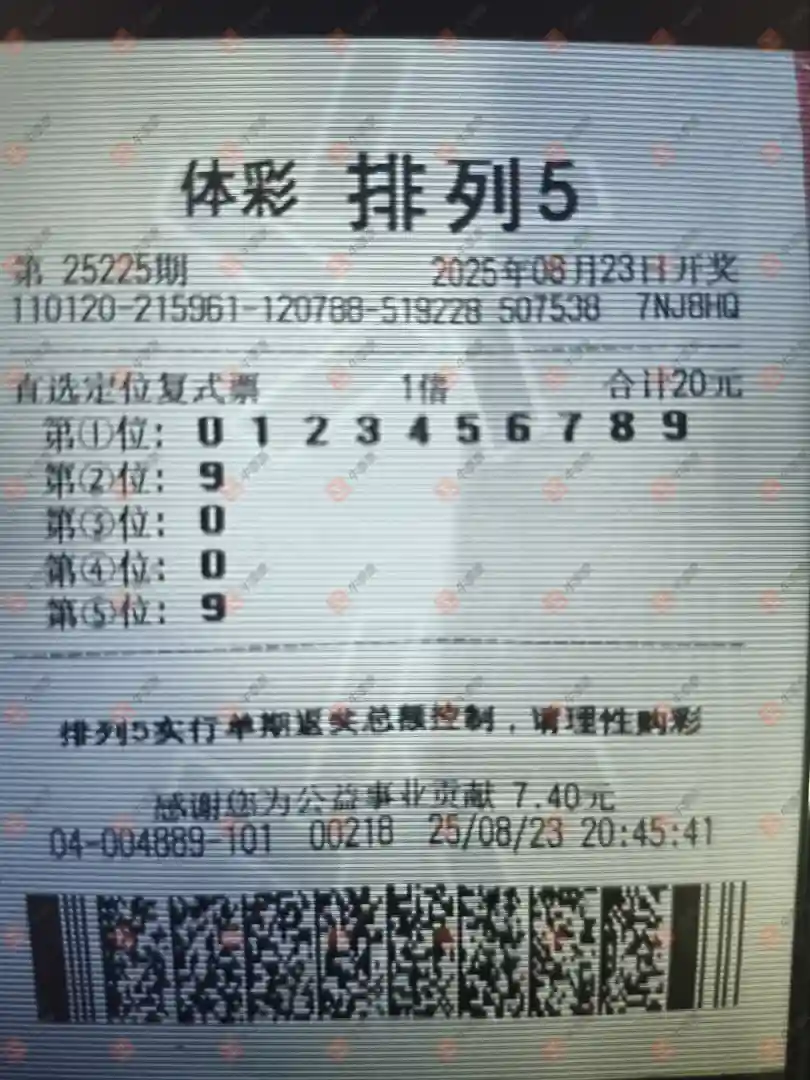 体彩 排列5
第 25225期 2025年08月23日开奖
110120-215961-120788-519228 507538 7NJ8HQ
直选定位复式票 1倍 合计20元
第①位: 0 1 2 3 4 5 6 7 8 9
第②位: 9
第③位: 0
第④位: 0
第⑤位: 9
排列5实行单期返奖总额控制，请理性购彩
感谢您为公益事业贡献 7.40元
04-004889-101 00218 25/08/23 20:45:41